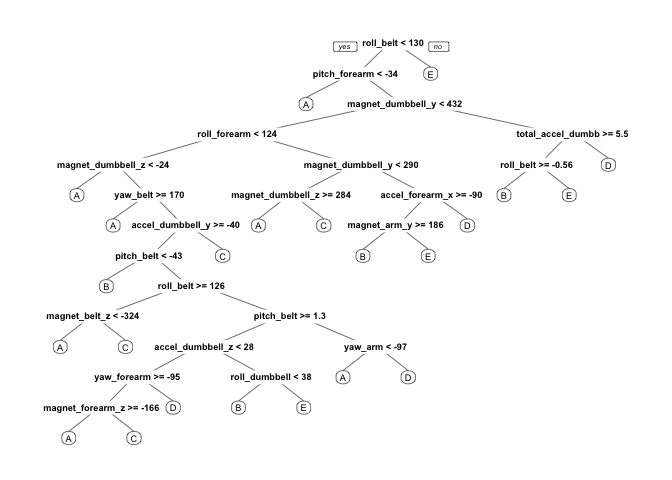 yes roll_belt < 130 no
pitch_forearm < -34 E
A magnet_dumbbell_y < 432
roll_forearm < 124 total_accel_dumbb >= 5.5
magnet_dumbbell_z < -24 magnet_dumbbell_y < 290 roll_belt >= -0.56 D
A yaw_belt >= 170 magnet_dumbbell_z >= 284 accel_forearm_x >= -90 B E
A accel_dumbbell_y >= -40 A C magnet_arm_y >= 186 D
pitch_belt < -43 C B E
B roll_belt >= 126
magnet_belt_z < -324 pitch_belt >= 1.3
A C accel_dumbbell_z < 28 yaw_arm < -97
yaw_forearm >= -95 roll_dumbbell < 38 A D
magnet_forearm_z >= -166 D B E
A C